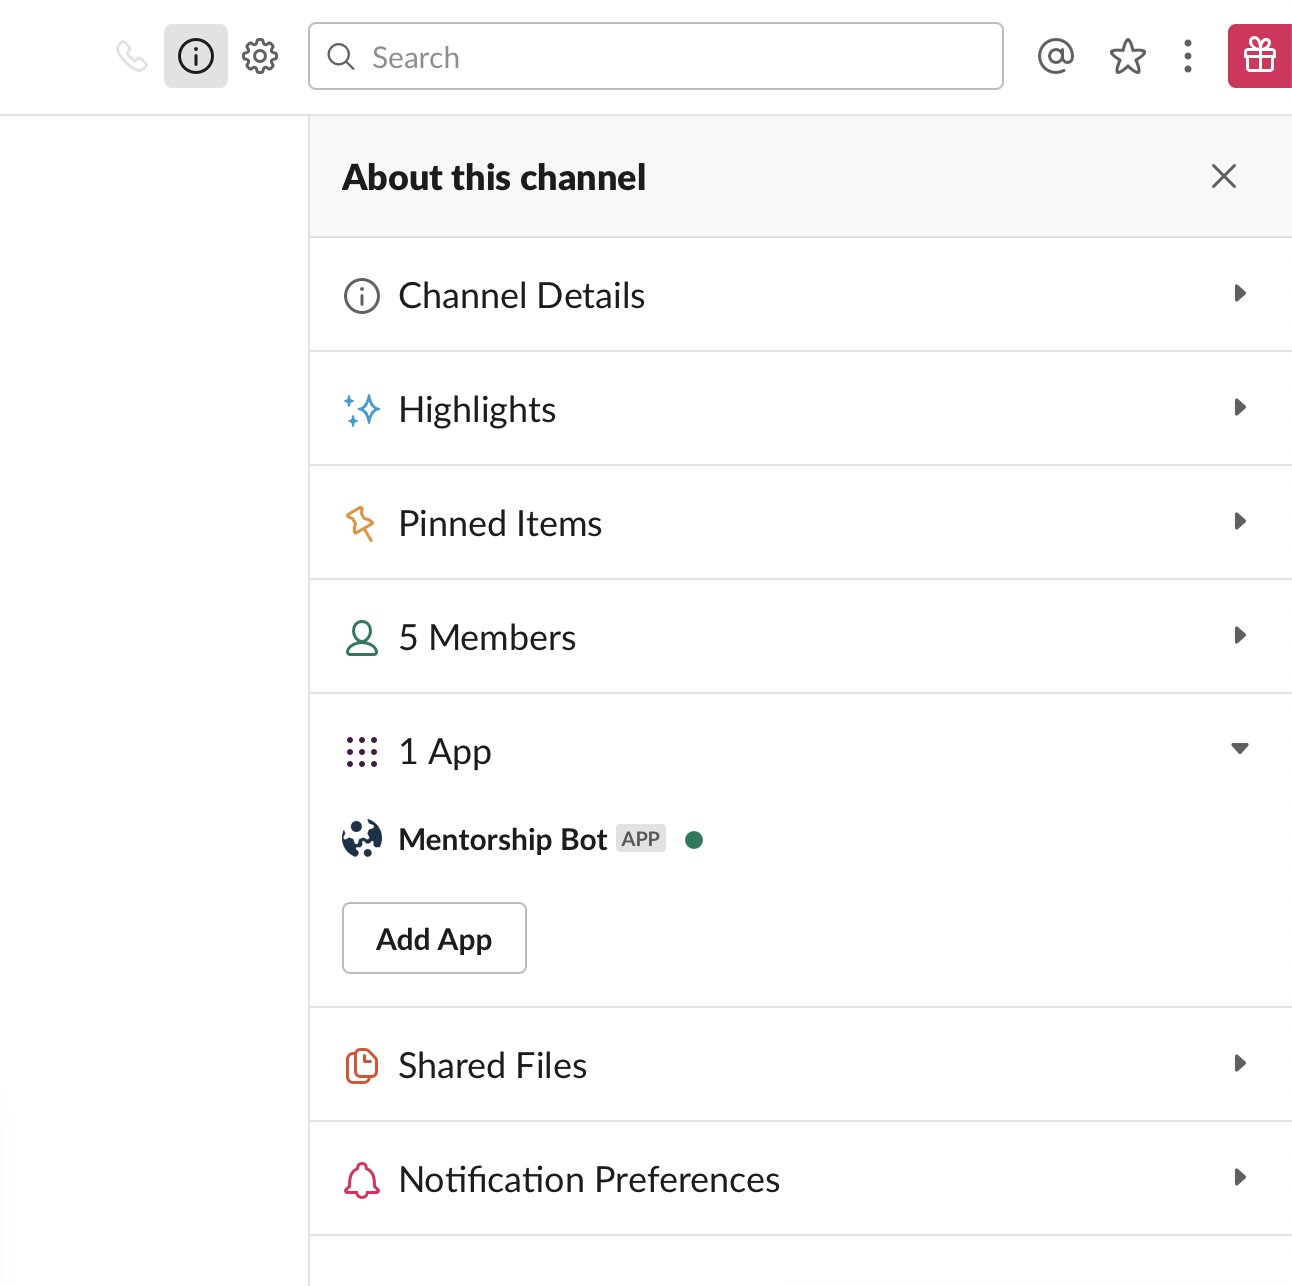 Search
About this channel
Channel Details
Highlights
Pinned Items
5 Members
1 App
Mentorship Bot APP
Add App
Shared Files
Notification Preferences